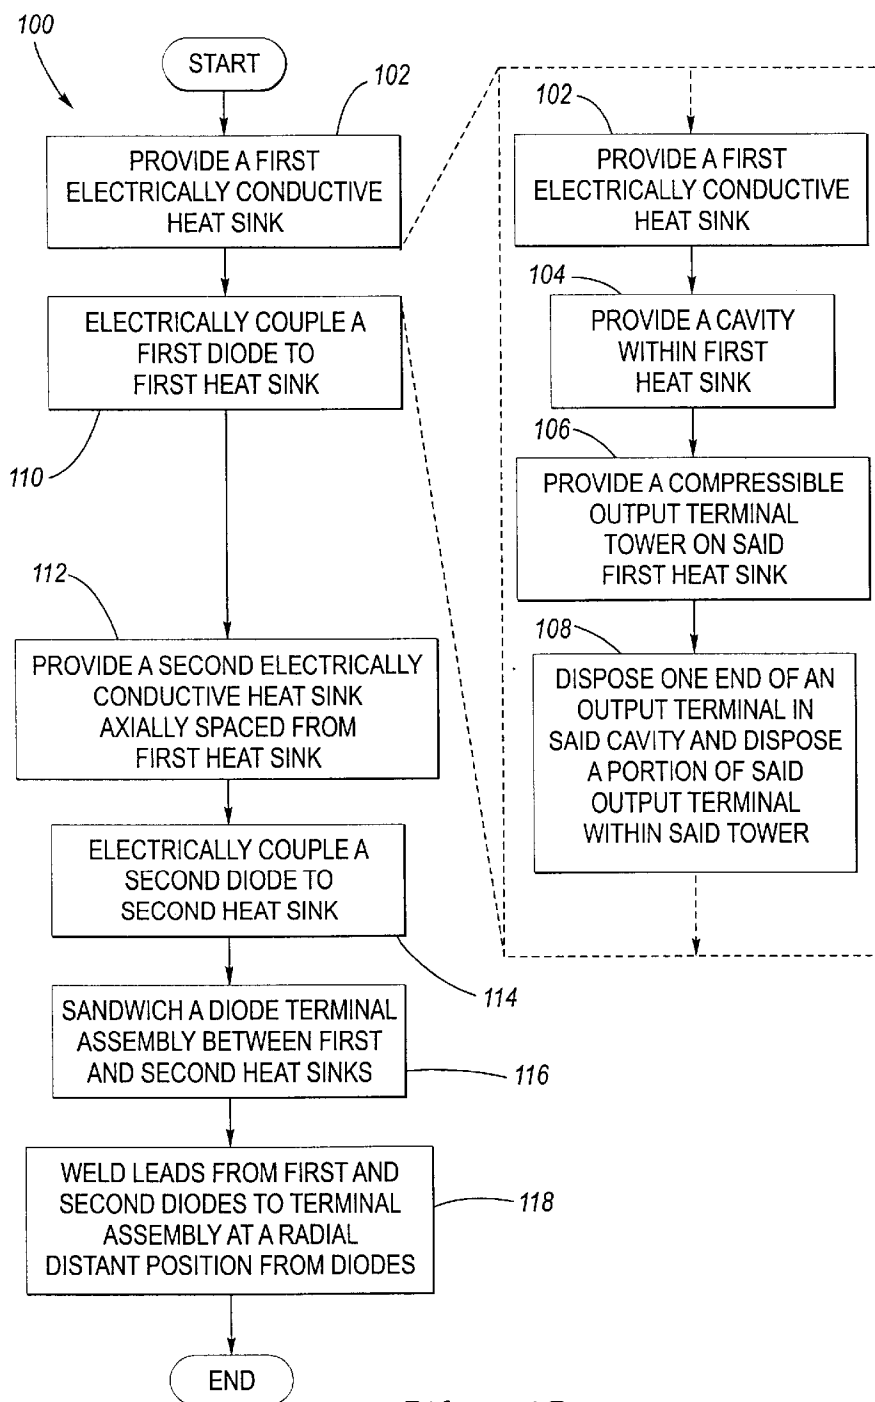 100
START
102
PROVIDE A FIRST
ELECTRICALLY CONDUCTIVE
HEAT SINK
ELECTRICALLY COUPLE A
FIRST DIODE TO
FIRST HEAT SINK
110
112
PROVIDE A SECOND ELECTRICALLY
CONDUCTIVE HEAT SINK
AXIALLY SPACED FROM
FIRST HEAT SINK
ELECTRICALLY COUPLE A
SECOND DIODE TO
SECOND HEAT SINK
114
SANDWICH A DIODE TERMINAL
ASSEMBLY BETWEEN FIRST
AND SECOND HEAT SINKS
116
WELD LEADS FROM FIRST AND
SECOND DIODES TO TERMINAL
ASSEMBLY AT A RADIAL
DISTANT POSITION FROM DIODES
118
END
102
PROVIDE A FIRST
ELECTRICALLY CONDUCTIVE
HEAT SINK
104
PROVIDE A CAVITY
WITHIN FIRST
HEAT SINK
106
PROVIDE A COMPRESSIBLE
OUTPUT TERMINAL
TOWER ON SAID
FIRST HEAT SINK
108
DISPOSE ONE END OF AN
OUTPUT TERMINAL IN
SAID CAVITY AND DISPOSE
A PORTION OF SAID
OUTPUT TERMINAL
WITHIN SAID TOWER